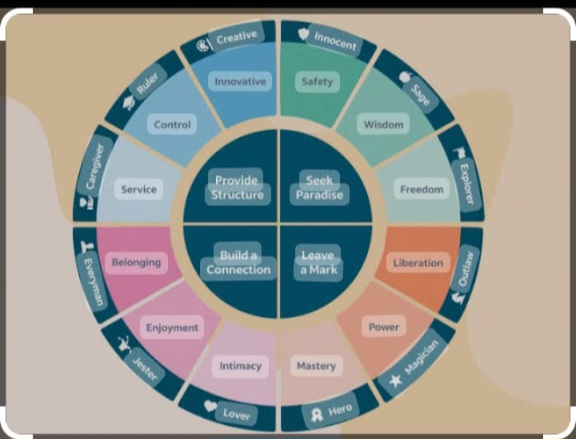 Creative
Innocent
Ruler
Sage
Caregiver
Explorer
Everyman
Outlaw
Jester
Magician
Lover
Hero
Innovative
Safety
Control
Wisdom
Service
Freedom
Belonging
Liberation
Enjoyment
Power
Intimacy
Mastery
Provide
Structure
Seek
Paradise
Build a
Connection
Leave
a Mark